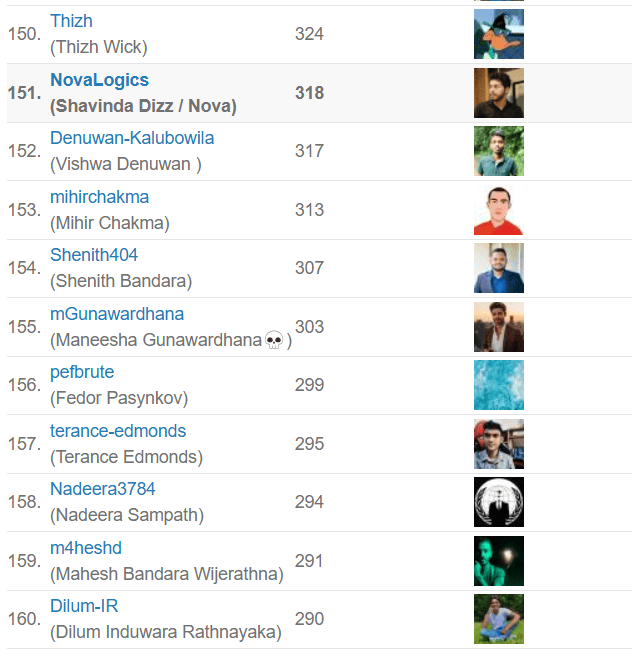 150. Thizh 324
(Thizh Wick)
151. NovaLogics 318
(Shavinda Dizz / Nova)
152. Denuwan-Kalubowila 317
(Vishwa Denuwan )
153. mihirchakma 313
(Mihir Chakma)
154. Shenith404 307
(Shenith Bandara)
155. mGunawardhana 303
(Maneesha Gunawardhana💀 )
156. pefbrute 299
(Fedor Pasynkov)
157. terance-edmonds 295
(Terance Edmonds)
158. Nadeera3784 294
(Nadeera Sampath)
159. m4heshd 291
(Mahesh Bandara Wijerathna)
160. Dilum-IR 290
(Dilum Induwara Rathnayaka)